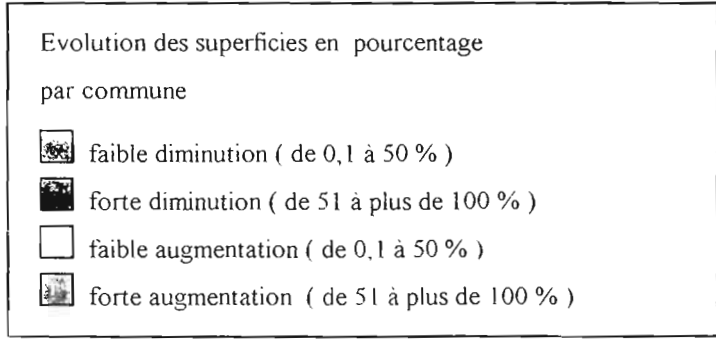 Evolution des superficies en pourcentage
par commune
faible diminution ( de 0,1 à 50 % )
forte diminution ( de 51 à plus de 100 % )
faible augmentation ( de 0,1 à 50 % )
forte augmentation ( de 51 à plus de 100 % )